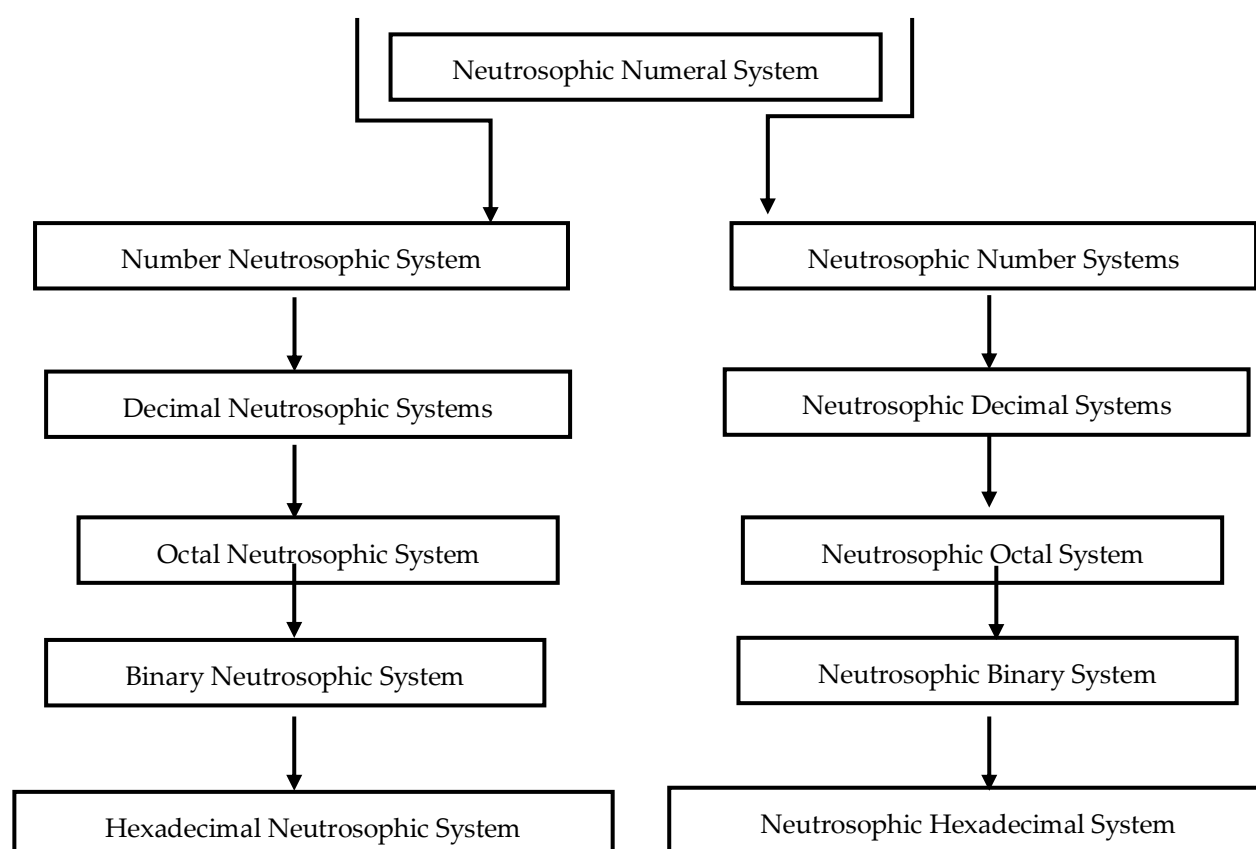 Neutrosophic Numeral System
Number Neutrosophic System
Neutrosophic Number Systems
Decimal Neutrosophic Systems
Neutrosophic Decimal Systems
Octal Neutrosophic System
Neutrosophic Octal System
Binary Neutrosophic System
Neutrosophic Binary System
Hexadecimal Neutrosophic System
Neutrosophic Hexadecimal System